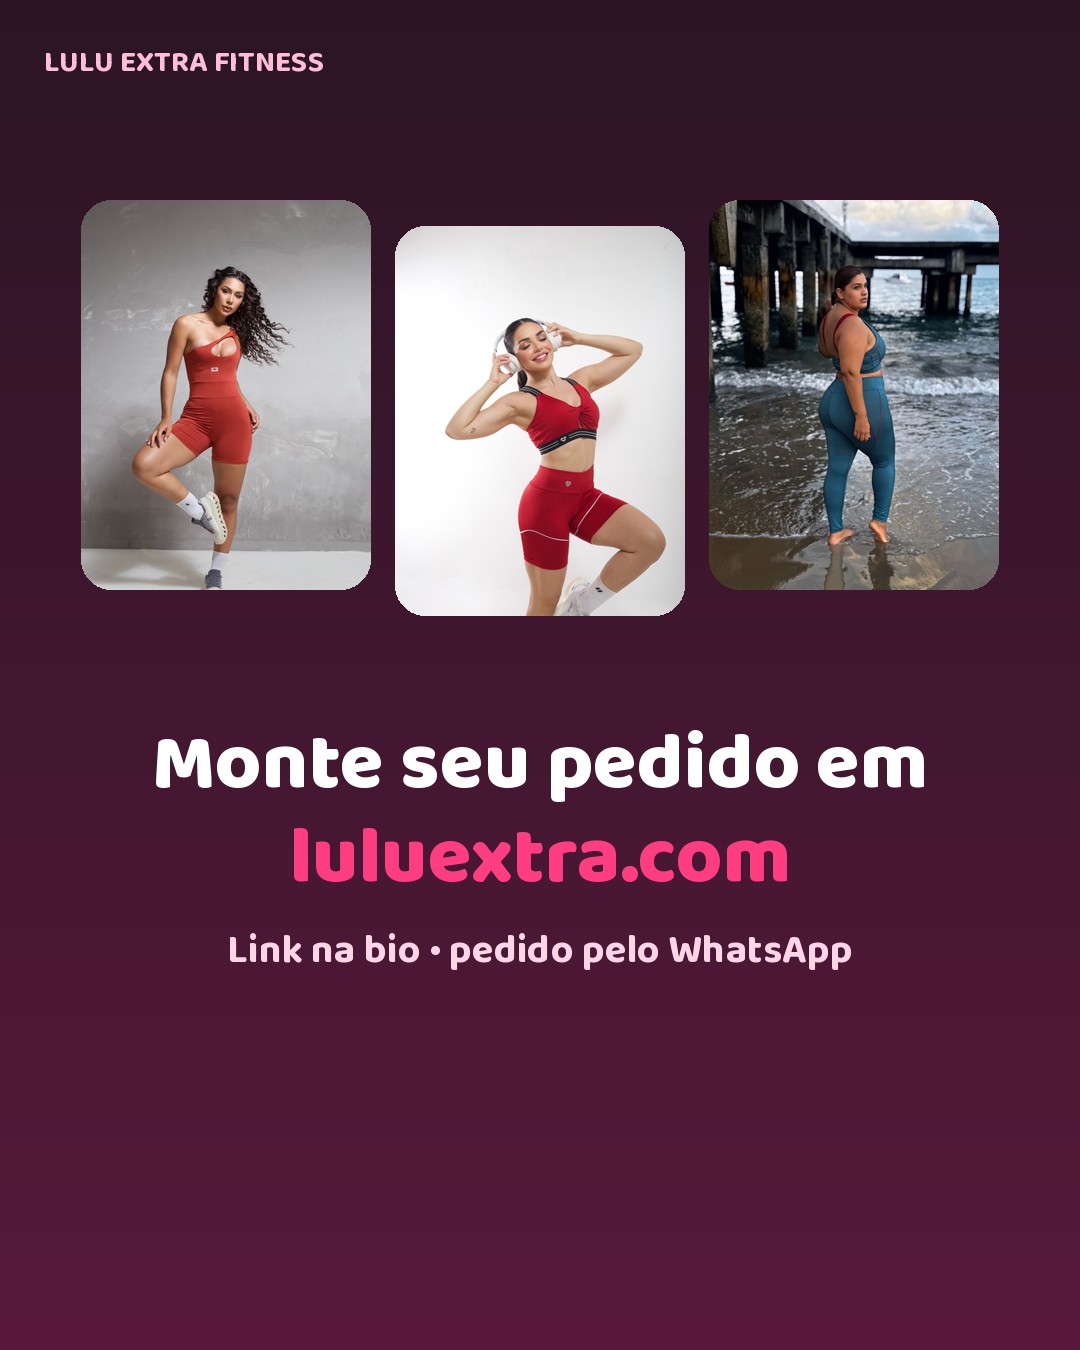 LULU EXTRA FITNESS
Monte seu pedido em
luluextra.com
Link na bio • pedido pelo WhatsApp